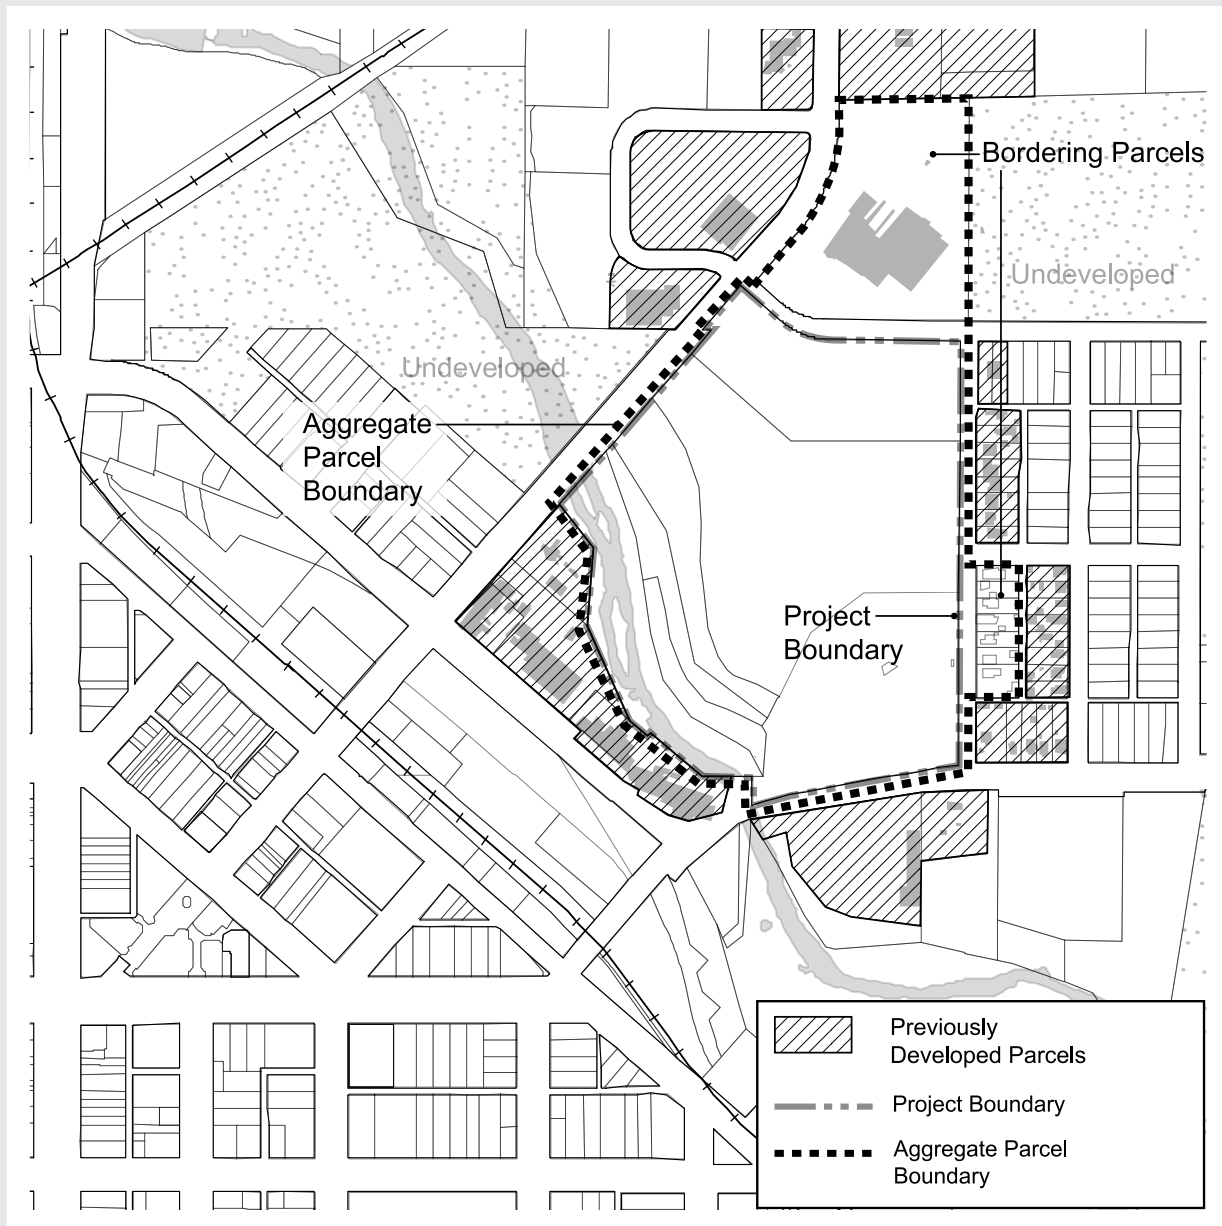 Bordering Parcels
Undeveloped
Undeveloped
Aggregate
Parcel
Boundary
Project
Boundary
Previously
Developed Parcels
Project Boundary
Aggregate Parcel
Boundary